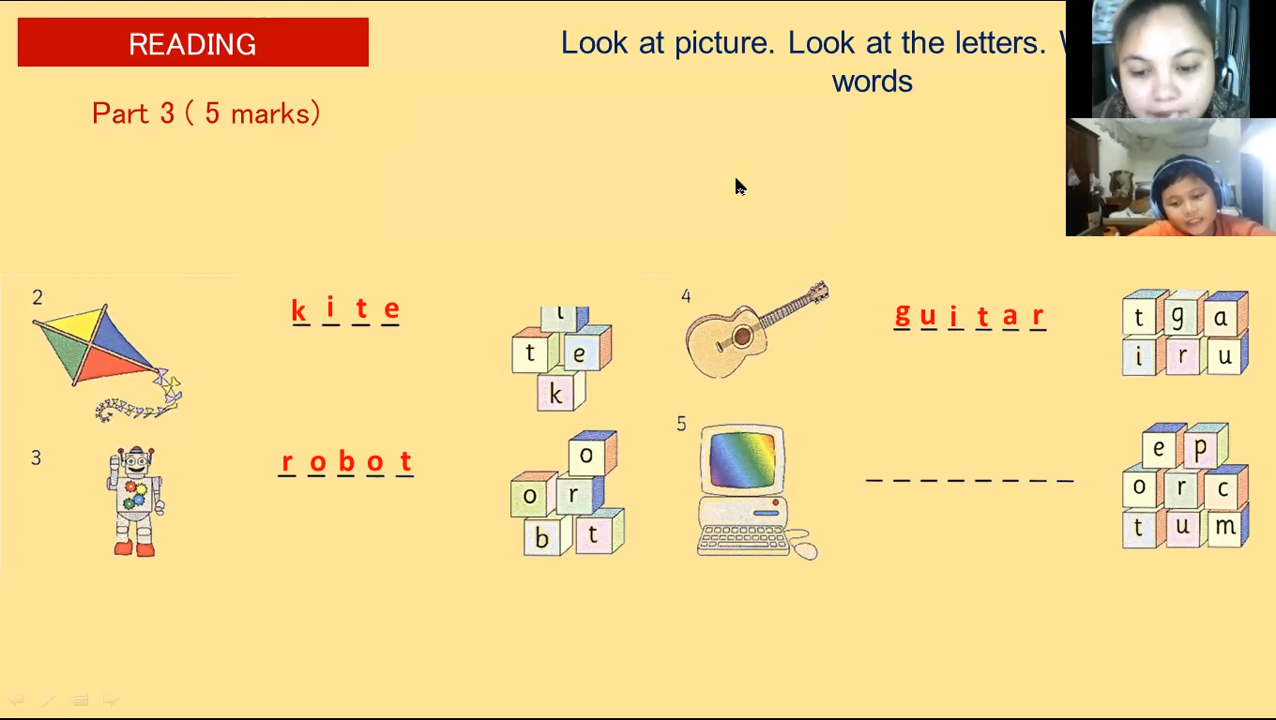 READING
Part 3 ( 5 marks)
Look at picture. Look at the letters.
words
2
k i t e
t e
k
3
r o b o t
o
o r
b t
4
g u i t a r
t g a
i r u
5
e p
o r c
t u m